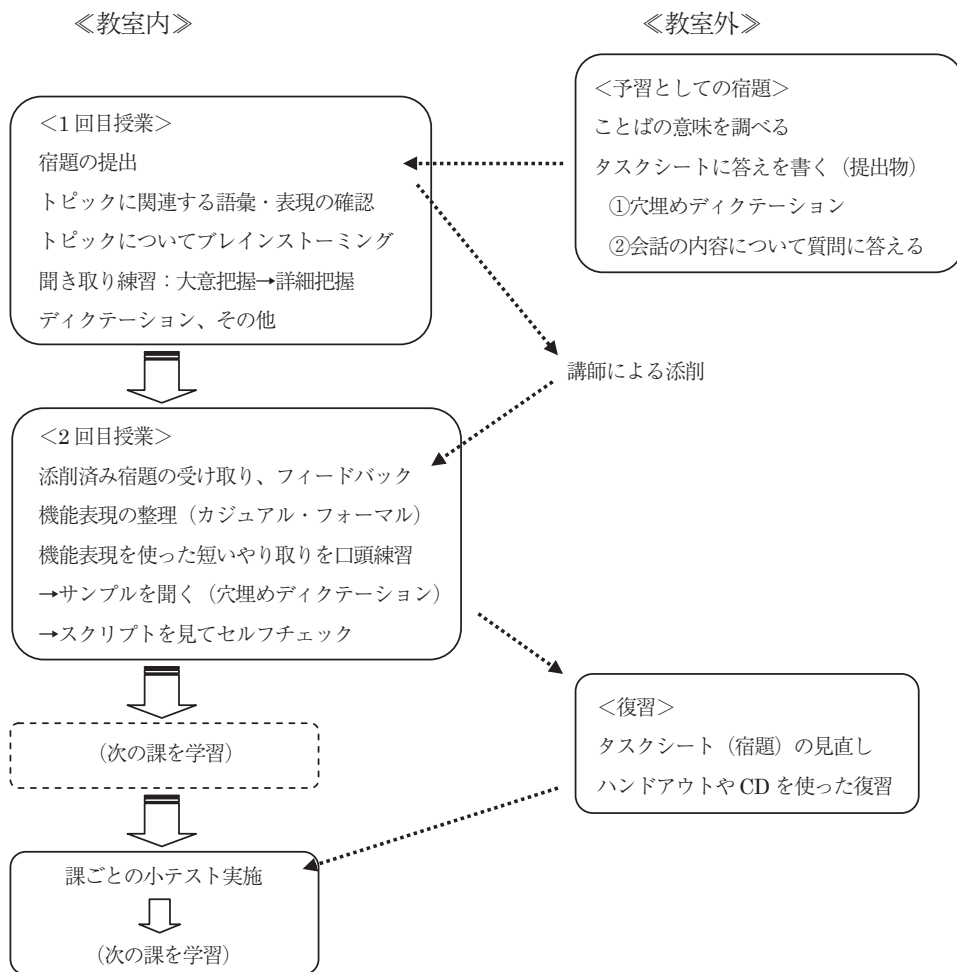 ≪教室内≫
≪教室外≫
＜予習としての宿題＞
ことばの意味を調べる
タスクシートに答えを書く（提出物）
①穴埋めディクテーション
②会話の内容について質問に答える
＜1回目授業＞
宿題の提出
トピックに関連する語彙・表現の確認
トピックについてブレインストーミング
聞き取り練習：大意把握→詳細把握
ディクテーション、その他
講師による添削
＜2回目授業＞
添削済み宿題の受け取り、フィードバック
機能表現の整理（カジュアル・フォーマル）
機能表現を使った短いやり取りを口頭練習
→サンプルを聞く（穴埋めディクテーション）
→スクリプトを見てセルフチェック
＜復習＞
タスクシート（宿題）の見直し
ハンドアウトや CD を使った復習
（次の課を学習）
課ごとの小テスト実施
（次の課を学習）